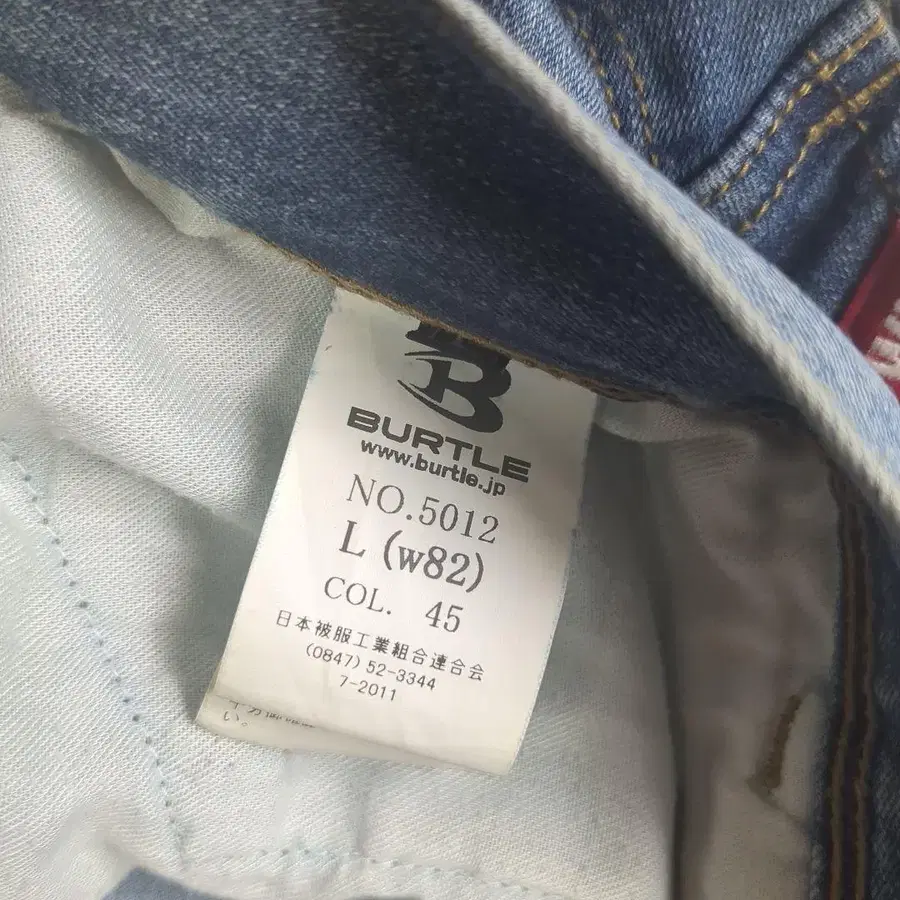 B
BURTLE
www.burtle.jp
NO.5012
L (w82)
COL. 45
日本被服工業組合連合会
(0847) 52-3344
7-2011
い。